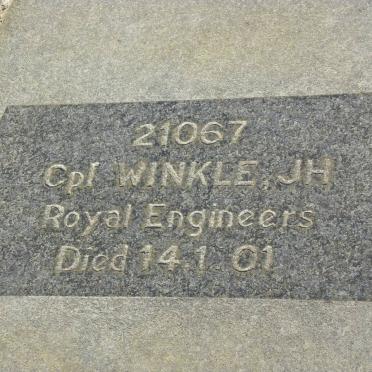 21067
Cpl WINKLE, JH
Royal Engineers
Died 14.1.01